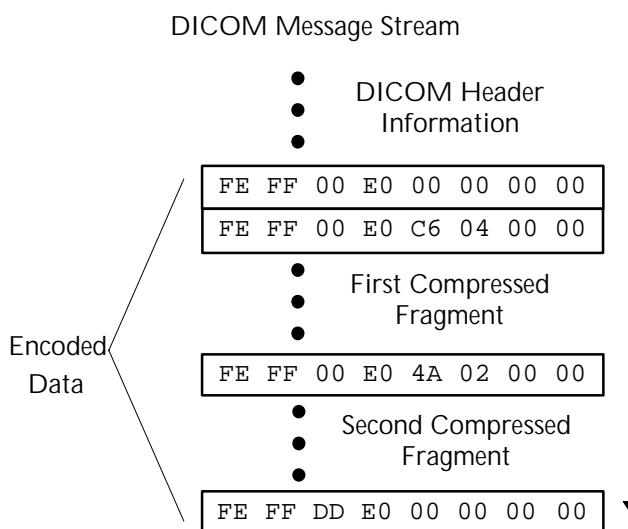 DICOM Message Stream
DICOM Header
Information
FE FF 00 E0 00 00 00 00
FE FF 00 E0 C6 04 00 00
First Compressed
Fragment
Encoded
Data
FE FF 00 E0 4A 02 00 00
Second Compressed
Fragment
FE FF DD E0 00 00 00 00